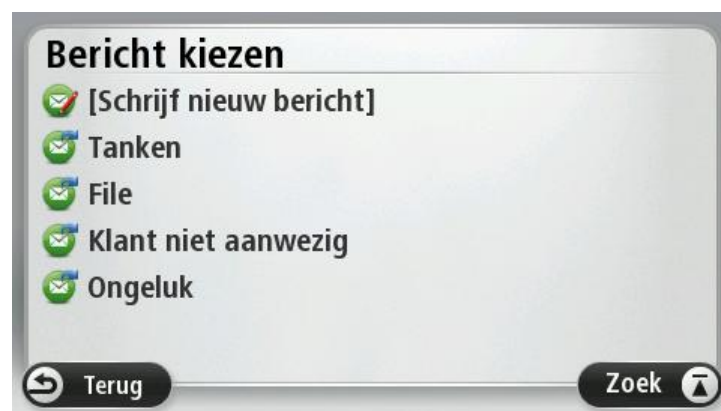 Bericht kiezen
[Schrijf nieuw bericht]
Tanken
File
Klant niet aanwezig
Ongeluk
Terug
Zoek